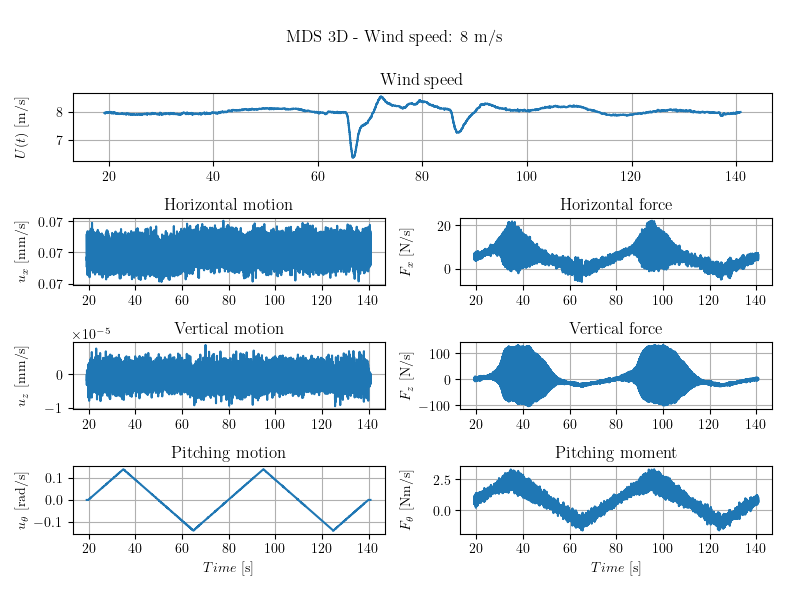 MDS 3D - Wind speed: 8 m/s
Wind speed
U(t) [m/s]
8
7
20 40 60 80 100 120 140
Horizontal motion
u_x [mm/s]
0.07
0.07
0.07
20 40 60 80 100 120 140
Horizontal force
F_x [N/s]
20
0
20 40 60 80 100 120 140
Vertical motion
×10⁻⁵
u_z [mm/s]
0
−1
20 40 60 80 100 120 140
Vertical force
F_z [N/s]
100
0
−100
20 40 60 80 100 120 140
Pitching motion
u_θ [rad/s]
0.1
0.0
−0.1
20 40 60 80 100 120 140
Time [s]
Pitching moment
F_θ [Nm/s]
2.5
0.0
20 40 60 80 100 120 140
Time [s]